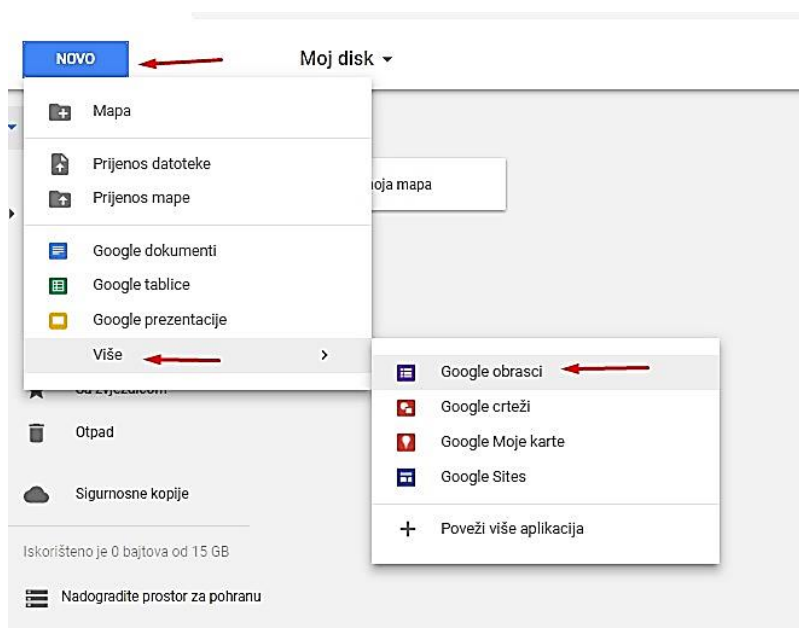 NOVO
Moj disk
Mapa
Prijenos datoteke
Prijenos mape
mapa
Google dokumenti
Google tablice
Google prezentacije
Više
Google obrasci
Google crteži
Google Moje karte
Google Sites
Poveži više aplikacija
Otpad
Sigurnosne kopije
Iskorišteno je 0 bajtova od 15 GB
Nadogradite prostor za pohranu